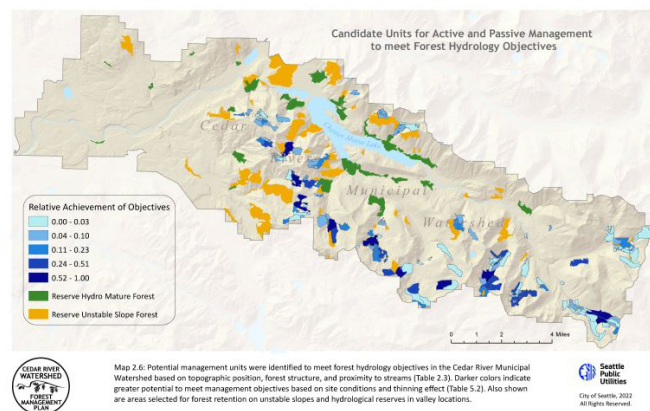 Candidate Units for Active and Passive Management
to meet Forest Hydrology Objectives
Cedar
River
Chester Morse Lake
Municipal
Watershed
Relative Achievement of Objectives
0.00 - 0.03
0.04 - 0.10
0.11 - 0.23
0.24 - 0.51
0.52 - 1.00
Reserve Hydro Mature Forest
Reserve Unstable Slope Forest
0 1 2 4 Miles
CEDAR RIVER
WATERSHED
FOREST
MANAGEMENT
PLAN
Map 2.6: Potential management units were identified to meet forest hydrology objectives in the Cedar River Municipal
Watershed based on topographic position, forest structure, and proximity to streams (Table 2.3). Darker colors indicate
greater potential to meet management objectives based on site conditions and thinning effect (Table 5.2). Also shown
are areas selected for forest retention on unstable slopes and hydrological reserves in valley locations.
Seattle
Public
Utilities
City of Seattle, 2022
All Rights Reserved.